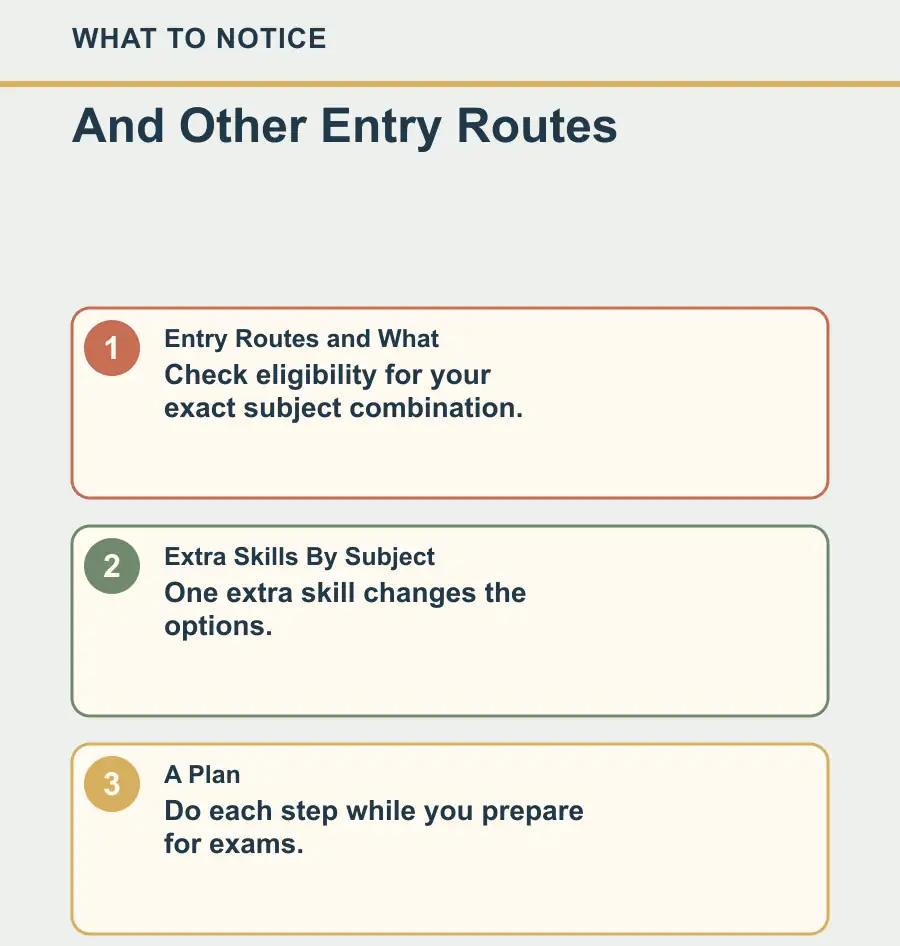 WHAT TO NOTICE
And Other Entry Routes
1
Entry Routes and What
Check eligibility for your
exact subject combination.
2
Extra Skills By Subject
One extra skill changes the
options.
3
A Plan
Do each step while you prepare
for exams.